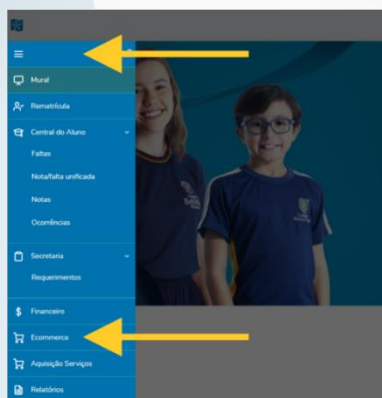 Mural
Rematrícula
Central do Aluno
Faltas
Nota/falta unificada
Notas
Ocorrências
Secretaria
Requerimentos
Financeiro
Ecommerce
Aquisição Serviços
Relatórios